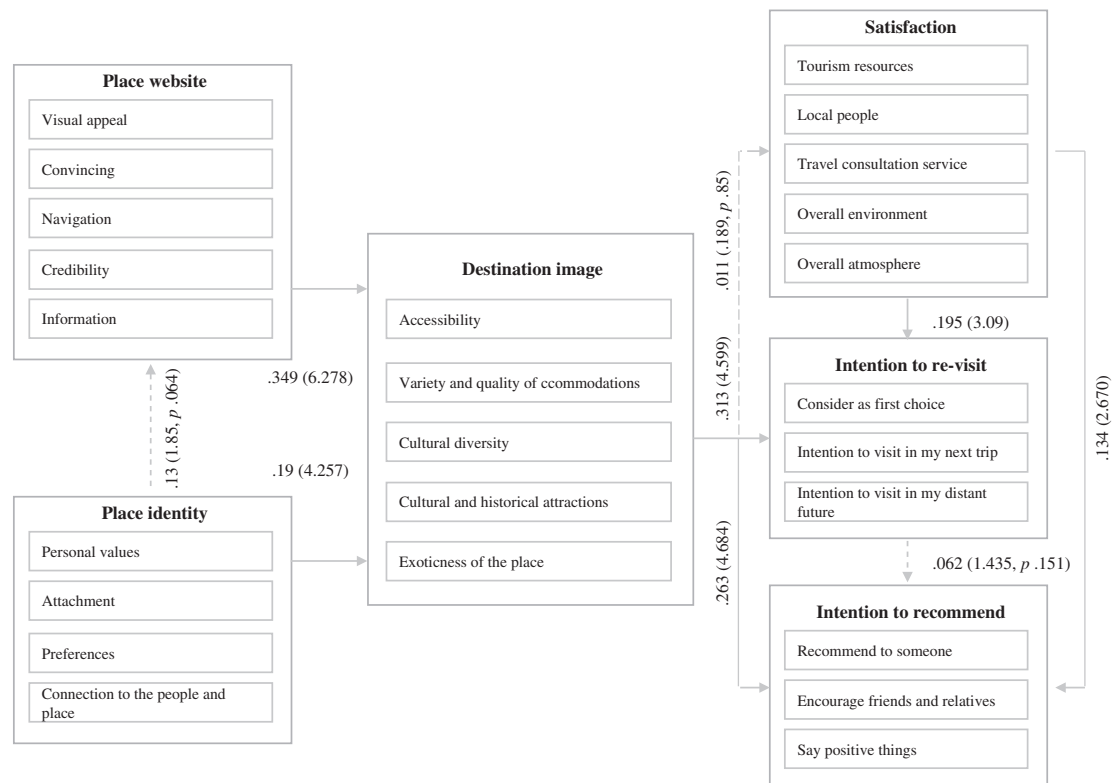 Place website
Visual appeal
Convincing
Navigation
Credibility
Information
.13 (1.85, p .064)
Place identity
Personal values
Attachment
Preferences
Connection to the people and
place
.349 (6.278)
.19 (4.257)
Destination image
Accessibility
Variety and quality of ccommodations
Cultural diversity
Cultural and historical attractions
Exoticness of the place
.011 (.189, p .85)
.313 (4.599)
.263 (4.684)
Satisfaction
Tourism resources
Local people
Travel consultation service
Overall environment
Overall atmosphere
.195 (3.09)
Intention to re-visit
Consider as first choice
Intention to visit in my next trip
Intention to visit in my distant
future
.062 (1.435, p .151)
Intention to recommend
Recommend to someone
Encourage friends and relatives
Say positive things
.134 (2.670)